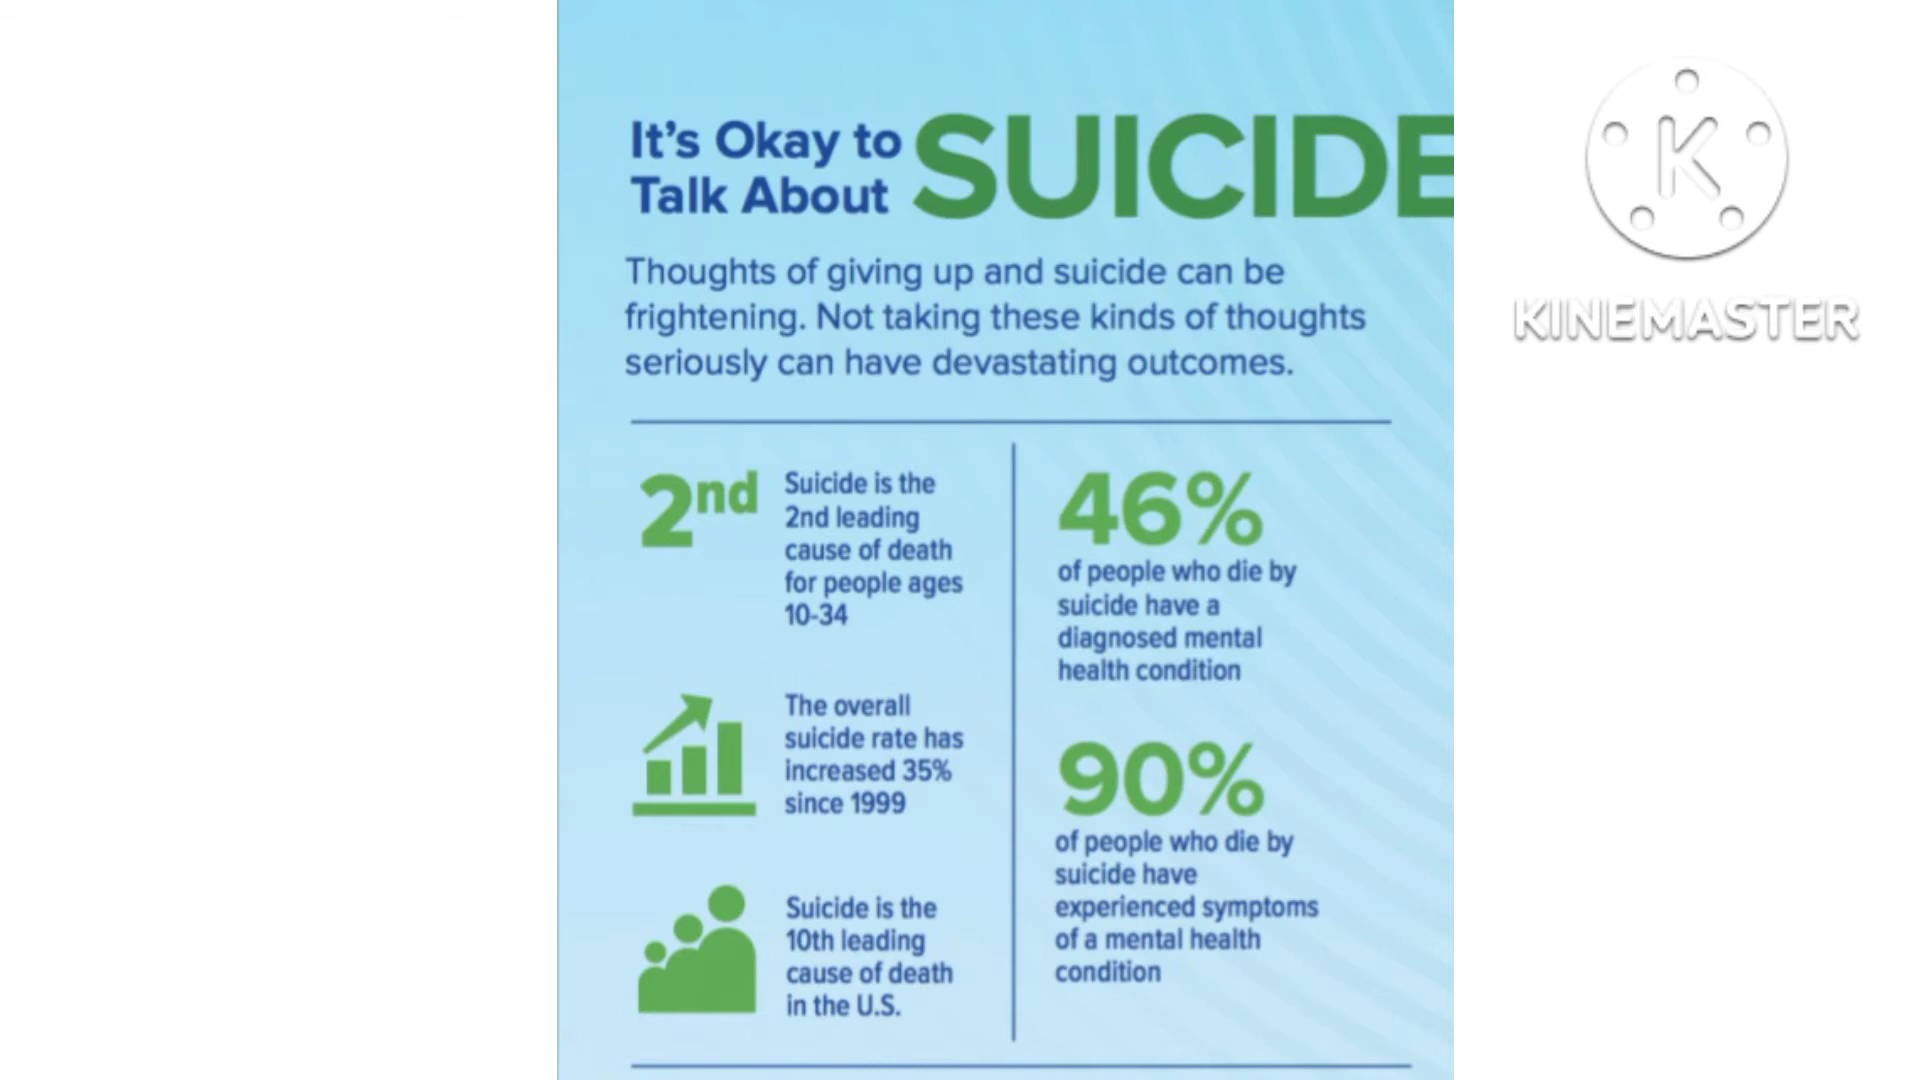 It's Okay to
Talk About
SUICIDE
Thoughts of giving up and suicide can be
frightening. Not taking these kinds of thoughts
seriously can have devastating outcomes.
2nd
Suicide is the
2nd leading
cause of death
for people ages
10-34
The overall
suicide rate has
increased 35%
since 1999
Suicide is the
10th leading
cause of death
in the U.S.
46%
of people who die by
suicide have a
diagnosed mental
health condition
90%
of people who die by
suicide have
experienced symptoms
of a mental health
condition
K
KINEMASTER